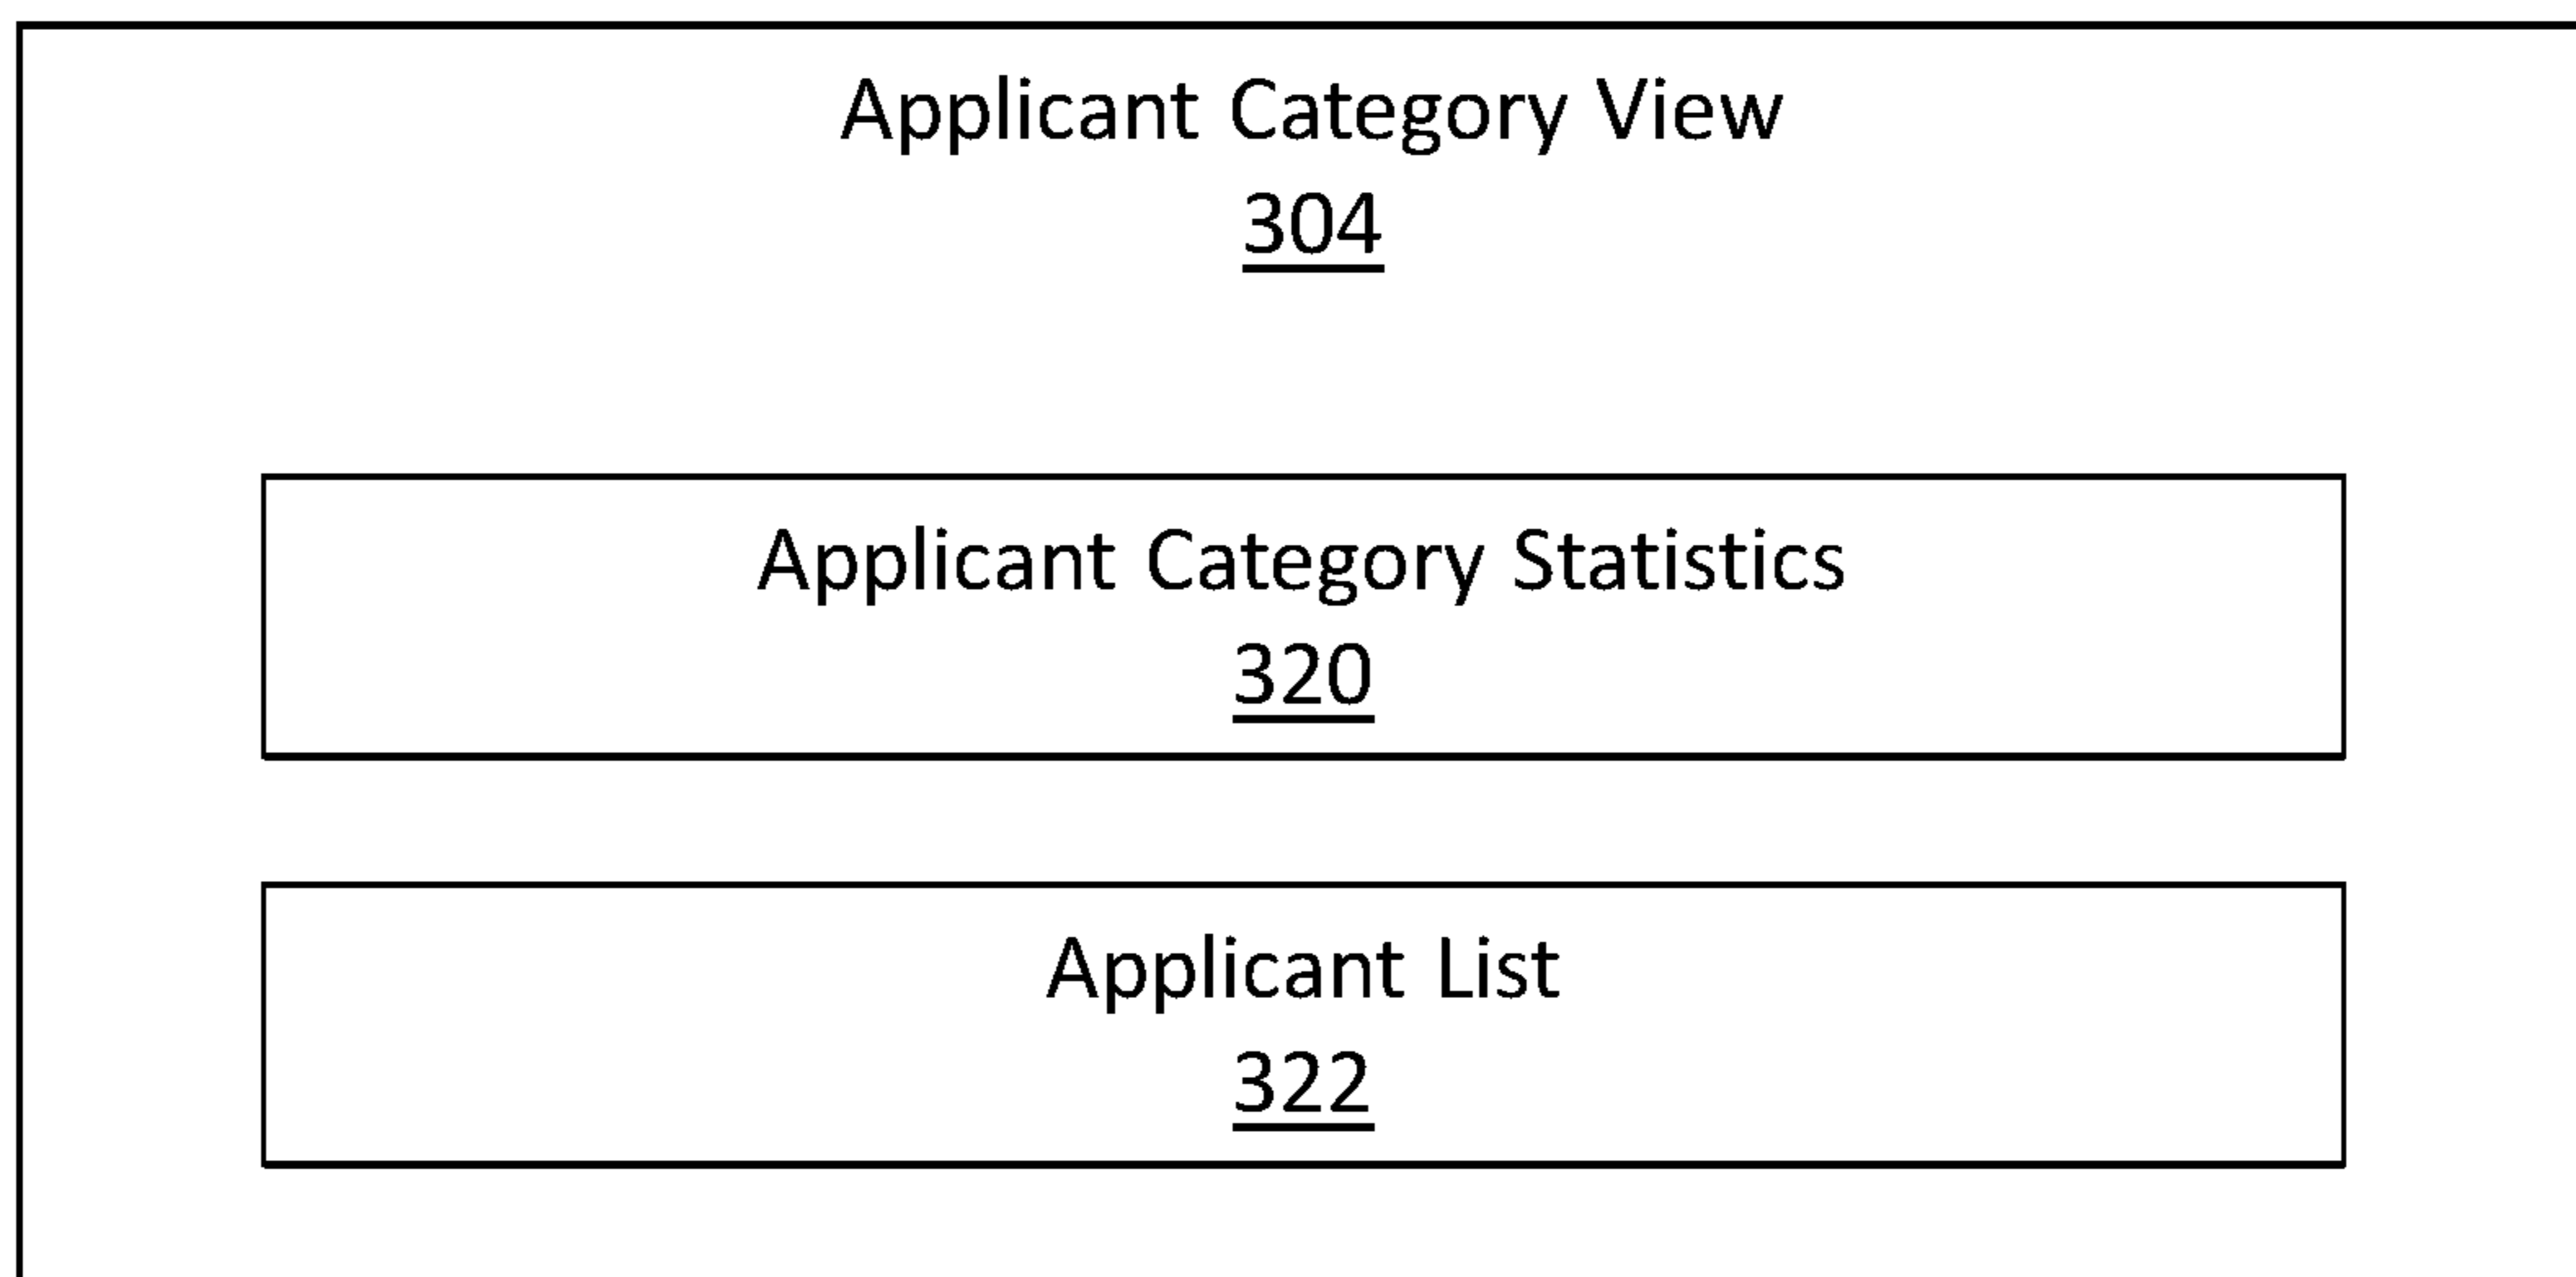 Applicant Category View
304
Applicant Category Statistics
320
Applicant List
322